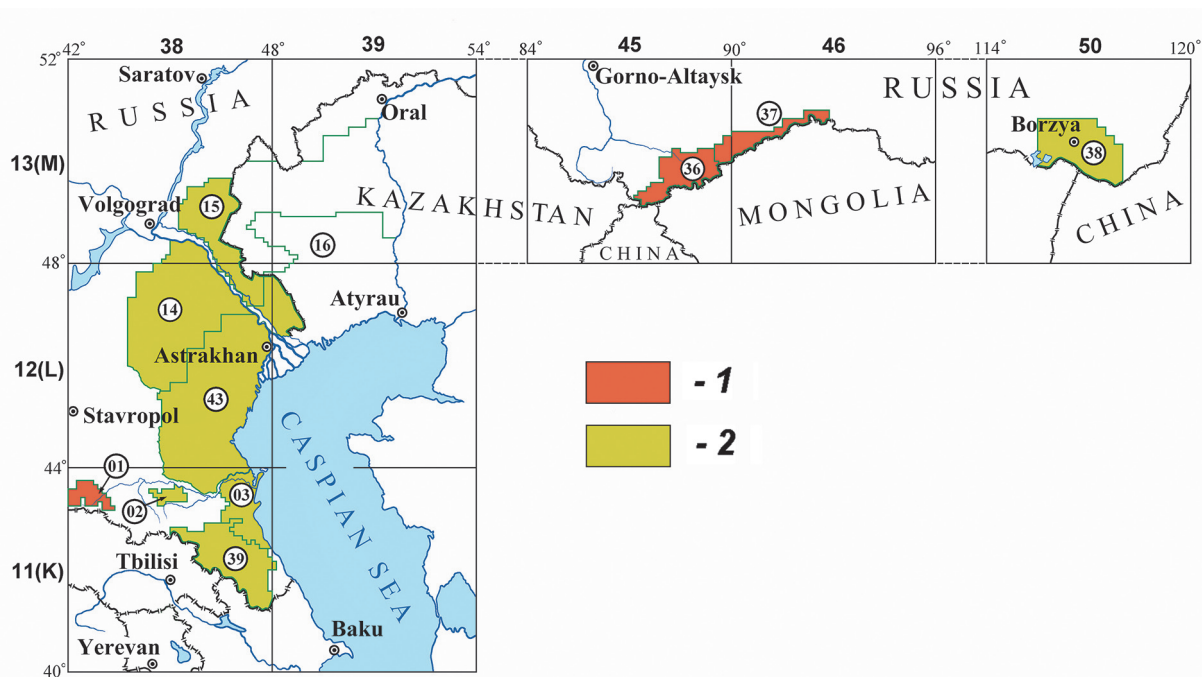 38 39 45 46 50
42° 48° 54° 84° 90° 96° 114° 120°
52°
Saratov
Gorno-Altaysk
RUSSIA
RUSSIA
Oral
37
Borzya
13(M)
36
38
KAZAKHSTAN
MONGOLIA
CHINA
15
Volgograd
16
CHINA
48°
14
Atyrau
Astrakhan
12(L)
- 1
43
Stavropol
CASPIAN SEA
- 2
44°
01
03
02
39
Tbilisi
11(K)
Baku
Yerevan
40°